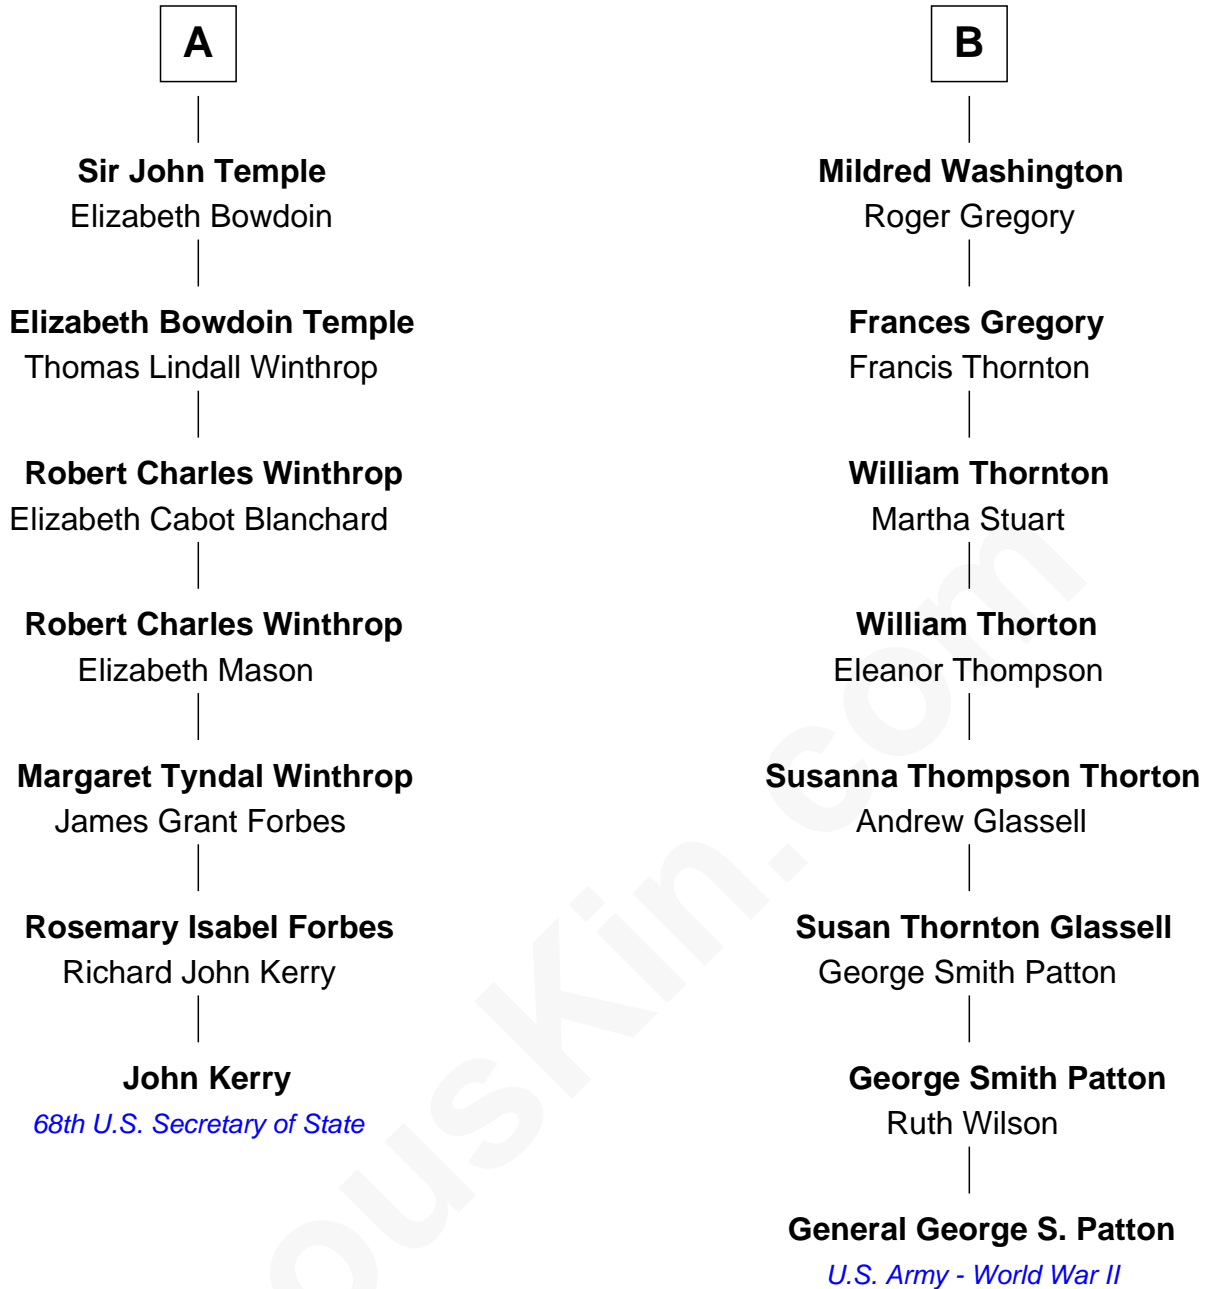 A
Sir John Temple
Elizabeth Bowdoin
Elizabeth Bowdoin Temple
Thomas Lindall Winthrop
Robert Charles Winthrop
Elizabeth Cabot Blanchard
Robert Charles Winthrop
Elizabeth Mason
Margaret Tyndal Winthrop
James Grant Forbes
Rosemary Isabel Forbes
Richard John Kerry
John Kerry
68th U.S. Secretary of State
B
Mildred Washington
Roger Gregory
Frances Gregory
Francis Thornton
William Thornton
Martha Stuart
William Thorton
Eleanor Thompson
Susanna Thompson Thorton
Andrew Glassell
Susan Thornton Glassell
George Smith Patton
George Smith Patton
Ruth Wilson
General George S. Patton
U.S. Army - World War II
ousKin.com